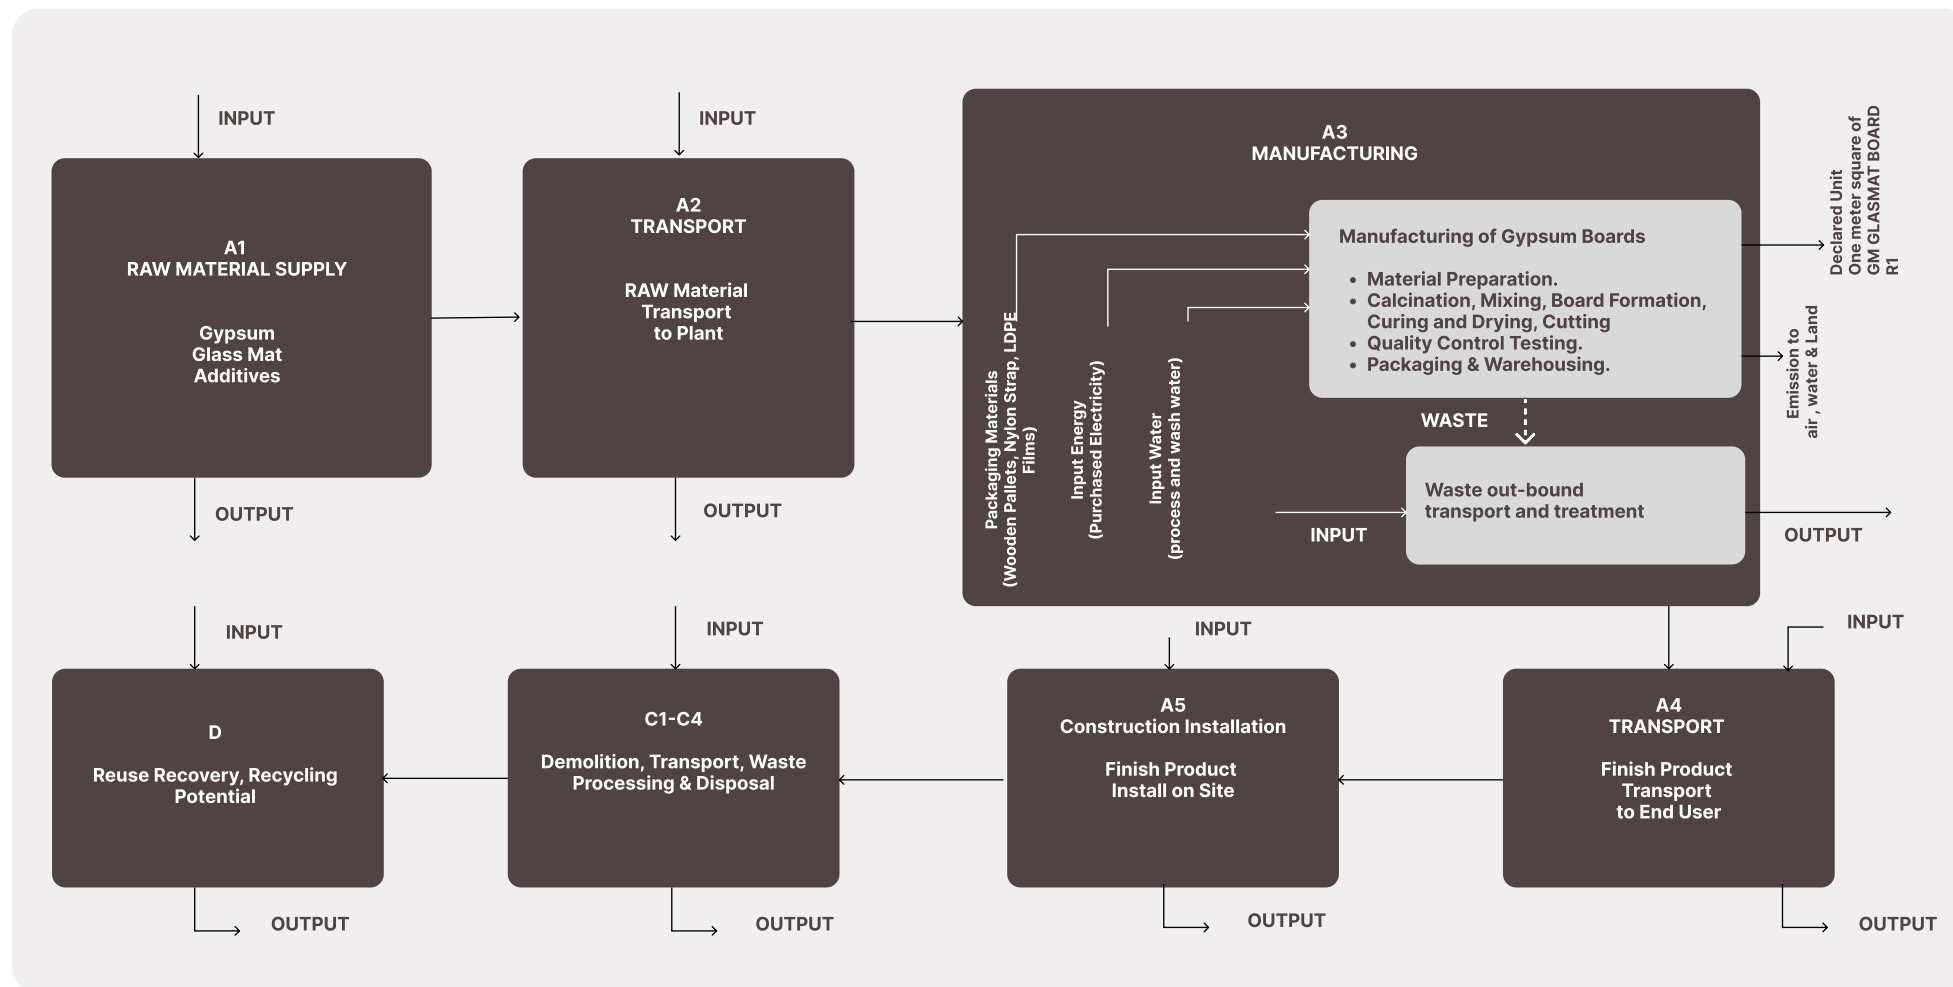 INPUT
A1
RAW MATERIAL SUPPLY
Gypsum
Glass Mat
Additives
OUTPUT
INPUT
A2
TRANSPORT
RAW Material
Transport
to Plant
OUTPUT
A3
MANUFACTURING
Packaging Materials
(Wooden Pallets, Nylon Strap, LDPE
Films)
Input Energy
(Purchased Electricity)
Input Water
(process and wash water)
Manufacturing of Gypsum Boards
• Material Preparation.
• Calcination, Mixing, Board Formation,
Curing and Drying, Cutting
• Quality Control Testing.
• Packaging & Warehousing.
WASTE
INPUT
Waste out-bound
transport and treatment
OUTPUT
Declared Unit
One meter square of
GM GLASMAT BOARD
R1
Emission to
air , water & Land
INPUT
D
Reuse Recovery, Recycling
Potential
OUTPUT
INPUT
C1-C4
Demolition, Transport, Waste
Processing & Disposal
OUTPUT
INPUT
A5
Construction Installation
Finish Product
Install on Site
OUTPUT
INPUT
A4
TRANSPORT
Finish Product
Transport
to End User
OUTPUT